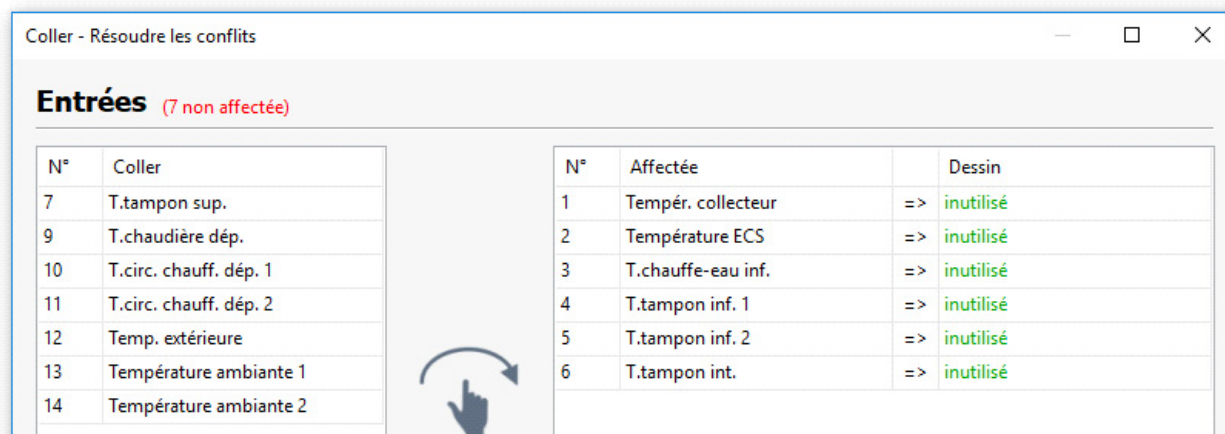 Coller - Résoudre les conflits
Entrées (7 non affectée)
N° Coller
7 T.tampon sup.
9 T.chaudière dép.
10 T.circ. chauff. dép. 1
11 T.circ. chauff. dép. 2
12 Temp. extérieure
13 Température ambiante 1
14 Température ambiante 2
N° Affectée Dessin
1 Tempér. collecteur => inutilisé
2 Température ECS => inutilisé
3 T.chauffe-eau inf. => inutilisé
4 T.tampon inf. 1 => inutilisé
5 T.tampon inf. 2 => inutilisé
6 T.tampon int. => inutilisé